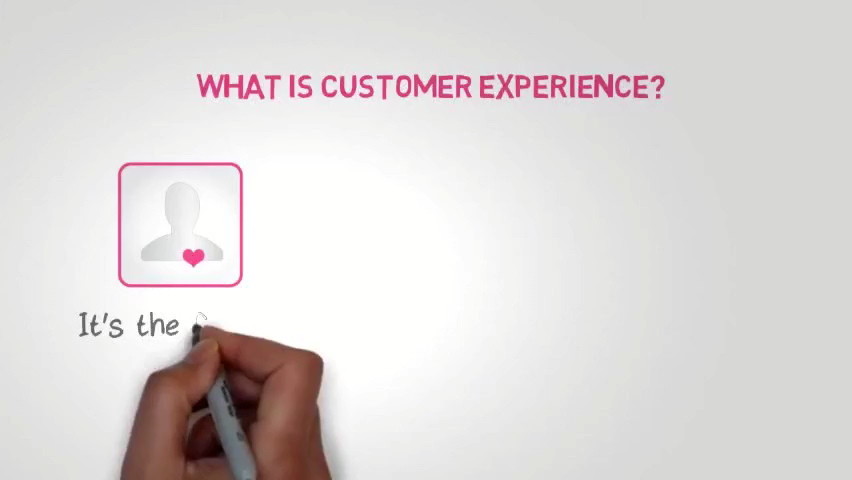 WHAT IS CUSTOMER EXPERIENCE?
It's the